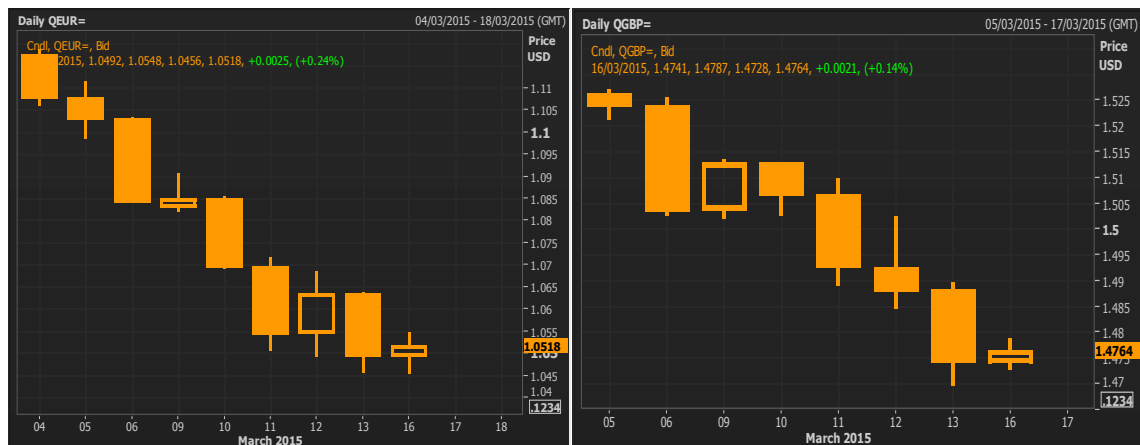 Daily QEUR=
04/03/2015 - 18/03/2015 (GMT)
Price
USD
Cndl, QEUR=, Bid
2015, 1.0492, 1.0548, 1.0456, 1.0518, +0.0025, (+0.24%)
1.11
1.105
1.1
1.095
1.09
1.085
1.08
1.075
1.07
1.065
1.06
1.055
1.0518
1.05
1.045
1.04
.1234
04 05 06 09 10 11 12 13 16 17 18
March 2015
Daily QGBP=
05/03/2015 - 17/03/2015 (GMT)
Price
USD
Cndl, QGBP=, Bid
16/03/2015, 1.4741, 1.4787, 1.4728, 1.4764, +0.0021, (+0.14%)
1.525
1.52
1.515
1.51
1.505
1.5
1.495
1.49
1.485
1.48
1.4764
1.475
1.47
.1234
05 06 09 10 11 12 13 16 17
March 2015